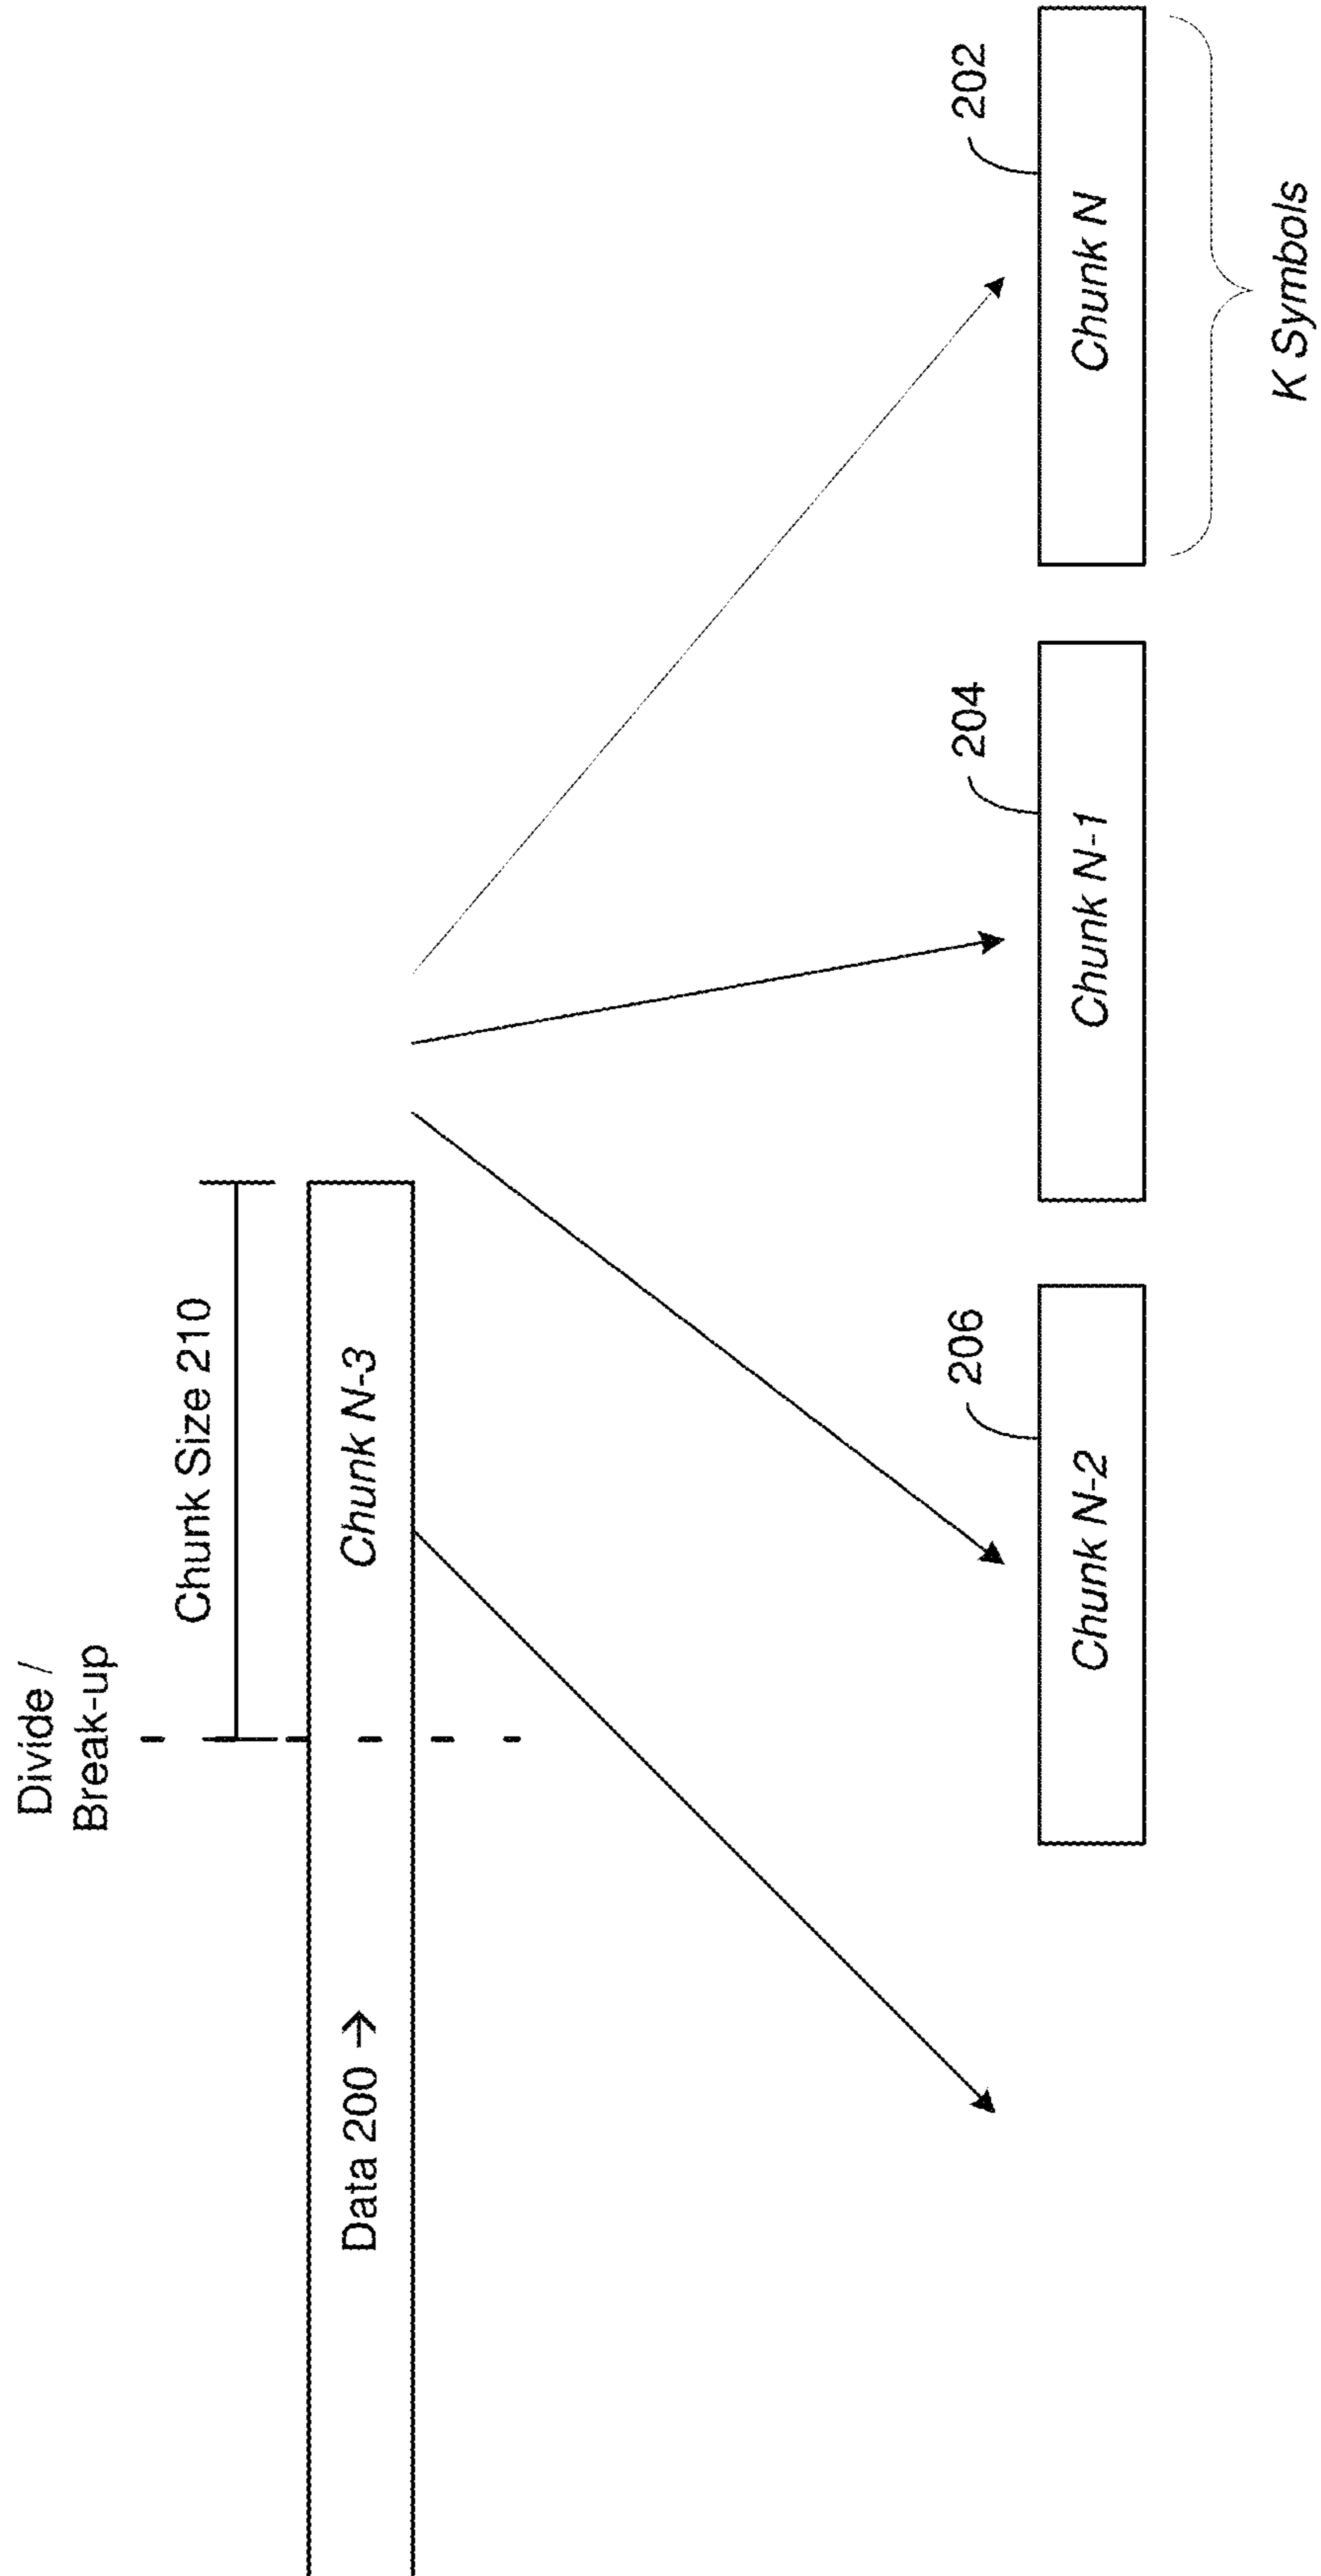 Divide /
Break-up
Chunk Size 210
Data 200 →
Chunk N-3
206
204
202
Chunk N-2
Chunk N-1
Chunk N
K Symbols